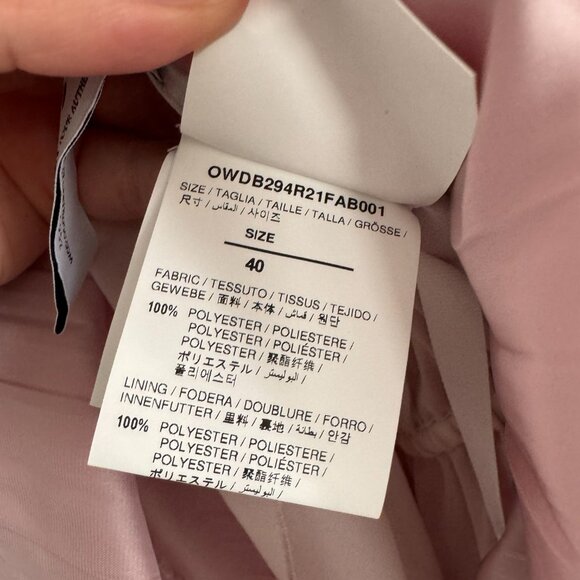 OWDB294R21FAB001
SIZE / TAGLIA / TAILLE / TALLA / GRÖSSE /
尺寸 / المقاس / 사이즈
SIZE
40
FABRIC / TESSUTO / TISSUS / TEJIDO /
GEWEBE / 面料 / 本体 / قماش / 원단
100% POLYESTER / POLIESTERE /
POLYESTER / POLIÉSTER /
POLYESTER / 聚酯纤维 /
ポリエステル / البوليستر /
폴리에스터
LINING / FODERA / DOUBLURE / FORRO /
INNENFUTTER / 里料 / 裏地 / بطانة / 안감
100% POLYESTER / POLIESTERE /
POLYESTER / POLIÉSTER /
POLYESTER / 聚酯纤维 /
ポリエステル / البوليستر /